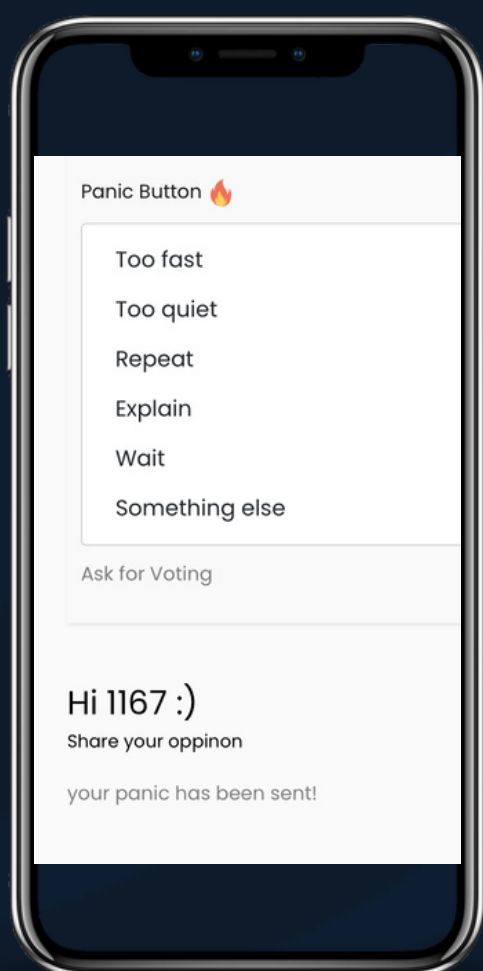 Panic Button 🔥
Too fast
Too quiet
Repeat
Explain
Wait
Something else
Ask for Voting
Hi 1167 :)
Share your oppinon
your panic has been sent!